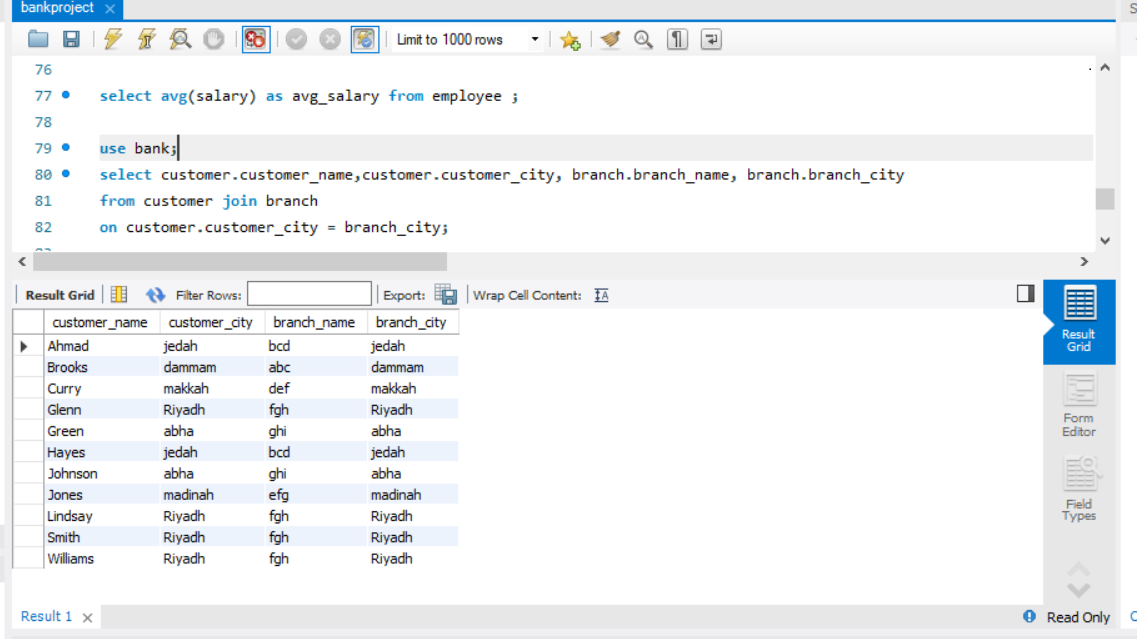 bankproject ×
Limit to 1000 rows
76
77 select avg(salary) as avg_salary from employee ;
78
79 use bank;
80 select customer.customer_name,customer.customer_city, branch.branch_name, branch.branch_city
81 from customer join branch
82 on customer.customer_city = branch_city;
Result Grid Filter Rows: Export: Wrap Cell Content: IA
customer_name customer_city branch_name branch_city
Ahmad jedah bcd jedah
Brooks dammam abc dammam
Curry makkah def makkah
Glenn Riyadh fgh Riyadh
Green abha ghi abha
Hayes jedah bcd jedah
Johnson abha ghi abha
Jones madinah efg madinah
Lindsay Riyadh fgh Riyadh
Smith Riyadh fgh Riyadh
Williams Riyadh fgh Riyadh
Result
Grid
Form
Editor
Field
Types
Result 1 ×
Read Only